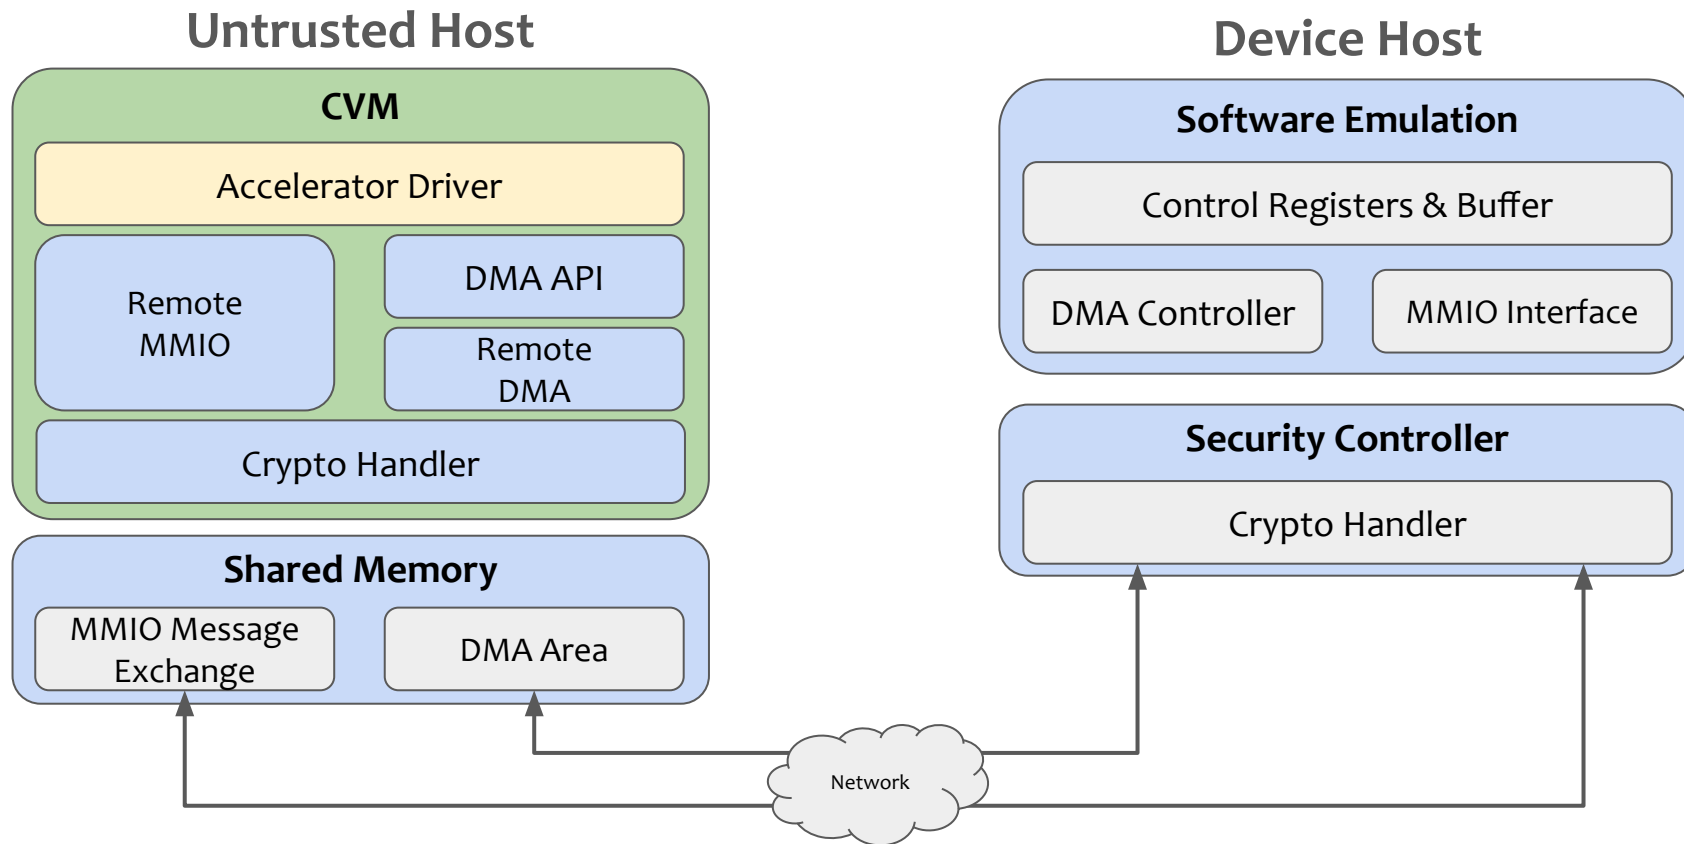 Untrusted Host
CVM
Accelerator Driver
Remote
MMIO
DMA API
Remote
DMA
Crypto Handler
Shared Memory
MMIO Message
Exchange
DMA Area
Network
Device Host
Software Emulation
Control Registers & Buffer
DMA Controller
MMIO Interface
Security Controller
Crypto Handler